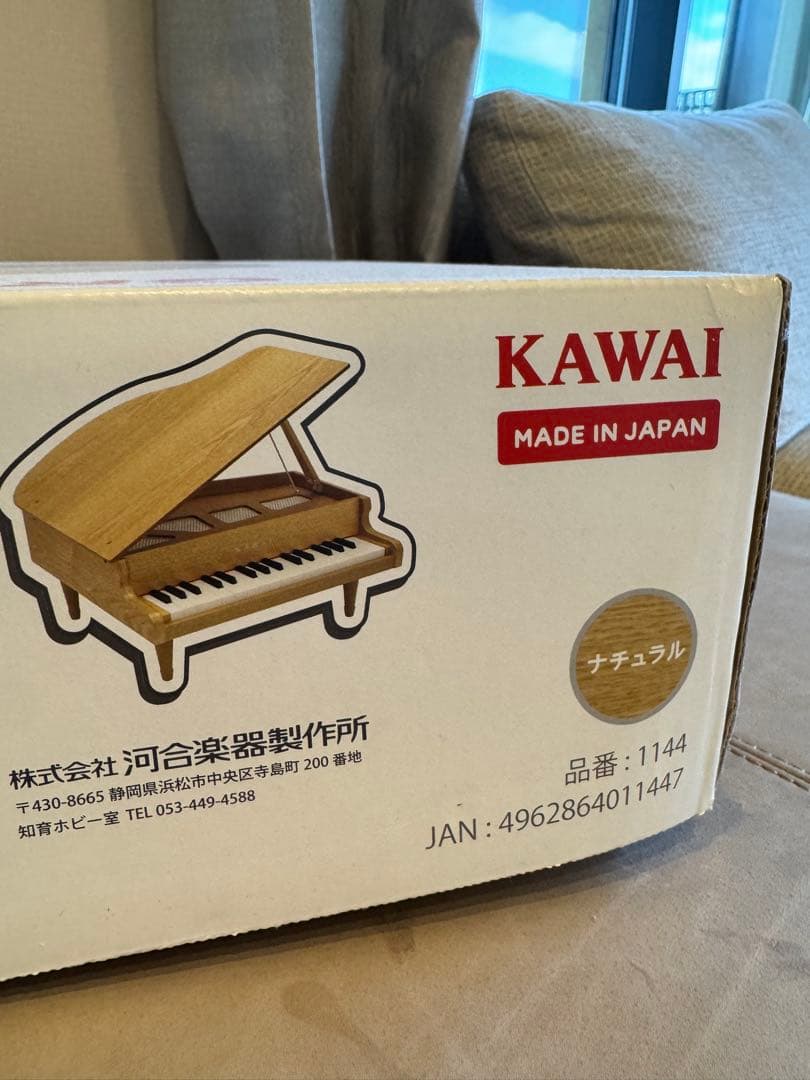 KAWAI
MADE IN JAPAN
ナチュラル
株式会社 河合楽器製作所
〒430-8665 静岡県浜松市中央区寺島町 200 番地
知育ホビー室 TEL 053-449-4588
品番 : 1144
JAN : 4962864011447